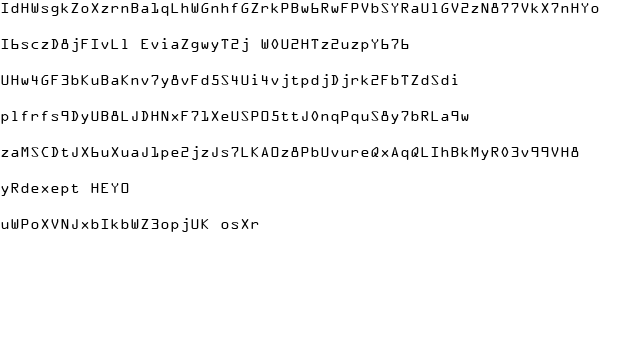 IdHWsgkZoXzrnBa1qLhWGnhfGZrkPBw6RwFPVbSYRaUlGV2zN877VkX7nHYo
I6sczD8jFIvLl EviaZgwyT2j W0U2HTz2uzpY676
UHw4GF3bKuBaKnv7y8vFd5S4Ui4vjtpdjDjrk2FbTZdSdi
plfrfs9DyUB8LJDHNxF71XeUSPO5ttJ0nqPquS8y7bRLa9w
zaMSCDtJX6uXuaJ1pe2jzJs7LKAOz8PbUvureQxAqQLIhBkMyR03v99VH8
yRdexept HEYO
uWPoXVNJxbIkbWZ3opjUK osXr